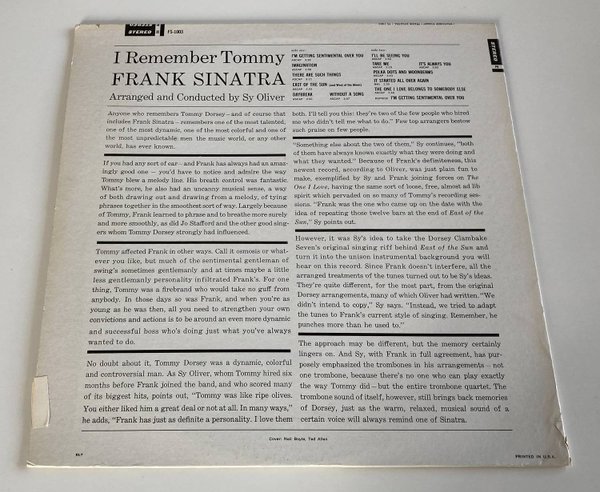 STEREO
FS-1003
STEREO
I Remember Tommy
FRANK SINATRA
Arranged and Conducted by Sy Oliver
I'M GETTING SENTIMENTAL OVER YOU
IMAGINATION
THERE ARE SUCH THINGS
EAST OF THE SUN (and West of the Moon)
DAYBREAK WITHOUT A SONG
I'LL BE SEEING YOU
TAKE ME IT'S ALWAYS YOU
POLKA DOTS AND MOONBEAMS
IT STARTED ALL OVER AGAIN
THE ONE I LOVE BELONGS TO SOMEBODY ELSE
I'M GETTING SENTIMENTAL OVER YOU
Anyone who remembers Tommy Dorsey – and of course that
includes Frank Sinatra – remembers one of the most talented,
one of the most dynamic, one of the most colorful and one of
the most unpredictable men the music world, or any other
world, has ever known.
If you had any sort of ear – and Frank has always had an amaz-
ingly good one – you'd have to notice and admire the way
Tommy blew a melody line. His breath control was fantastic.
What's more, he also had an uncanny musical sense, a way
of both drawing out and drawing from a melody, of tying
phrases together in the smoothest sort of way. Largely because
of Tommy, Frank learned to phrase and to breathe more surely
and more smoothly, as did Jo Stafford and the other good sing-
ers whom Tommy Dorsey has strongly influenced.
Tommy affected Frank in other ways. Call it osmosis or what-
ever you like, but much of the sentimental gentleman of
swing's sometimes gentlemanly and at times maybe a little
less gentlemanly personality infiltrated Frank's. For one
thing, Tommy was a firebrand who would take no guff from
anybody. In those days so was Frank, and when you're as
young as he was then, all you need to strengthen your own
convictions and actions is to be around an even more dynamic
and successful boss who's doing just what you've always
wanted to do.
No doubt about it, Tommy Dorsey was a dynamic, colorful
and controversial man. As Sy Oliver, whom Tommy hired six
months before Frank joined the band, and who scored many
of its biggest hits, points out, "Tommy was like ripe olives.
You either liked him a great deal or not at all. In many ways,"
he adds, "Frank has just as definite a personality. I love them
both. I'll tell you this: they're two of the few people who hired
me who didn't tell me what to do." Few top arrangers bestow
such praise on few people.
"Something else about the two of them," Sy continues, "both
of them have always known exactly what they were doing and
what they wanted." Because of Frank's definiteness, this
newest record, according to Oliver, was just plain fun to
make, exemplified by Sy and Frank joining forces on The
One I Love, having the same sort of loose, free, almost ad lib
spirit which pervaded on so many of Tommy's recording ses-
sions. "Frank was the one who came up on the date with the
idea of repeating those twelve bars at the end of East of the
Sun," Sy points out.
However, it was Sy's idea to take the Dorsey Clambake
Seven's original singing riff behind East of the Sun and
turn it into the unison instrumental background you will
hear on this record. Since Frank doesn't interfere, all the
arranged treatments of the tunes turned out to be Sy's ideas.
They're quite different, for the most part, from the original
Dorsey arrangements, many of which Oliver had written. "We
didn't intend to copy," Sy says. "Instead, we tried to adapt
the tunes to Frank's current style of singing. Remember, he
punches more than he used to."
The approach may be different, but the memory certainly
lingers on. And Sy, with Frank in full agreement, has pur-
posely emphasized the trombones in his arrangements – not
one trombone, because there's no one who can play exactly
the way Tommy did – but the entire trombone quartet. The
trombone sound of itself, however, still brings back memories
of Dorsey, just as the warm, relaxed, musical sound of a
certain voice will always remind one of Sinatra.
PRINTED IN U.S.A.